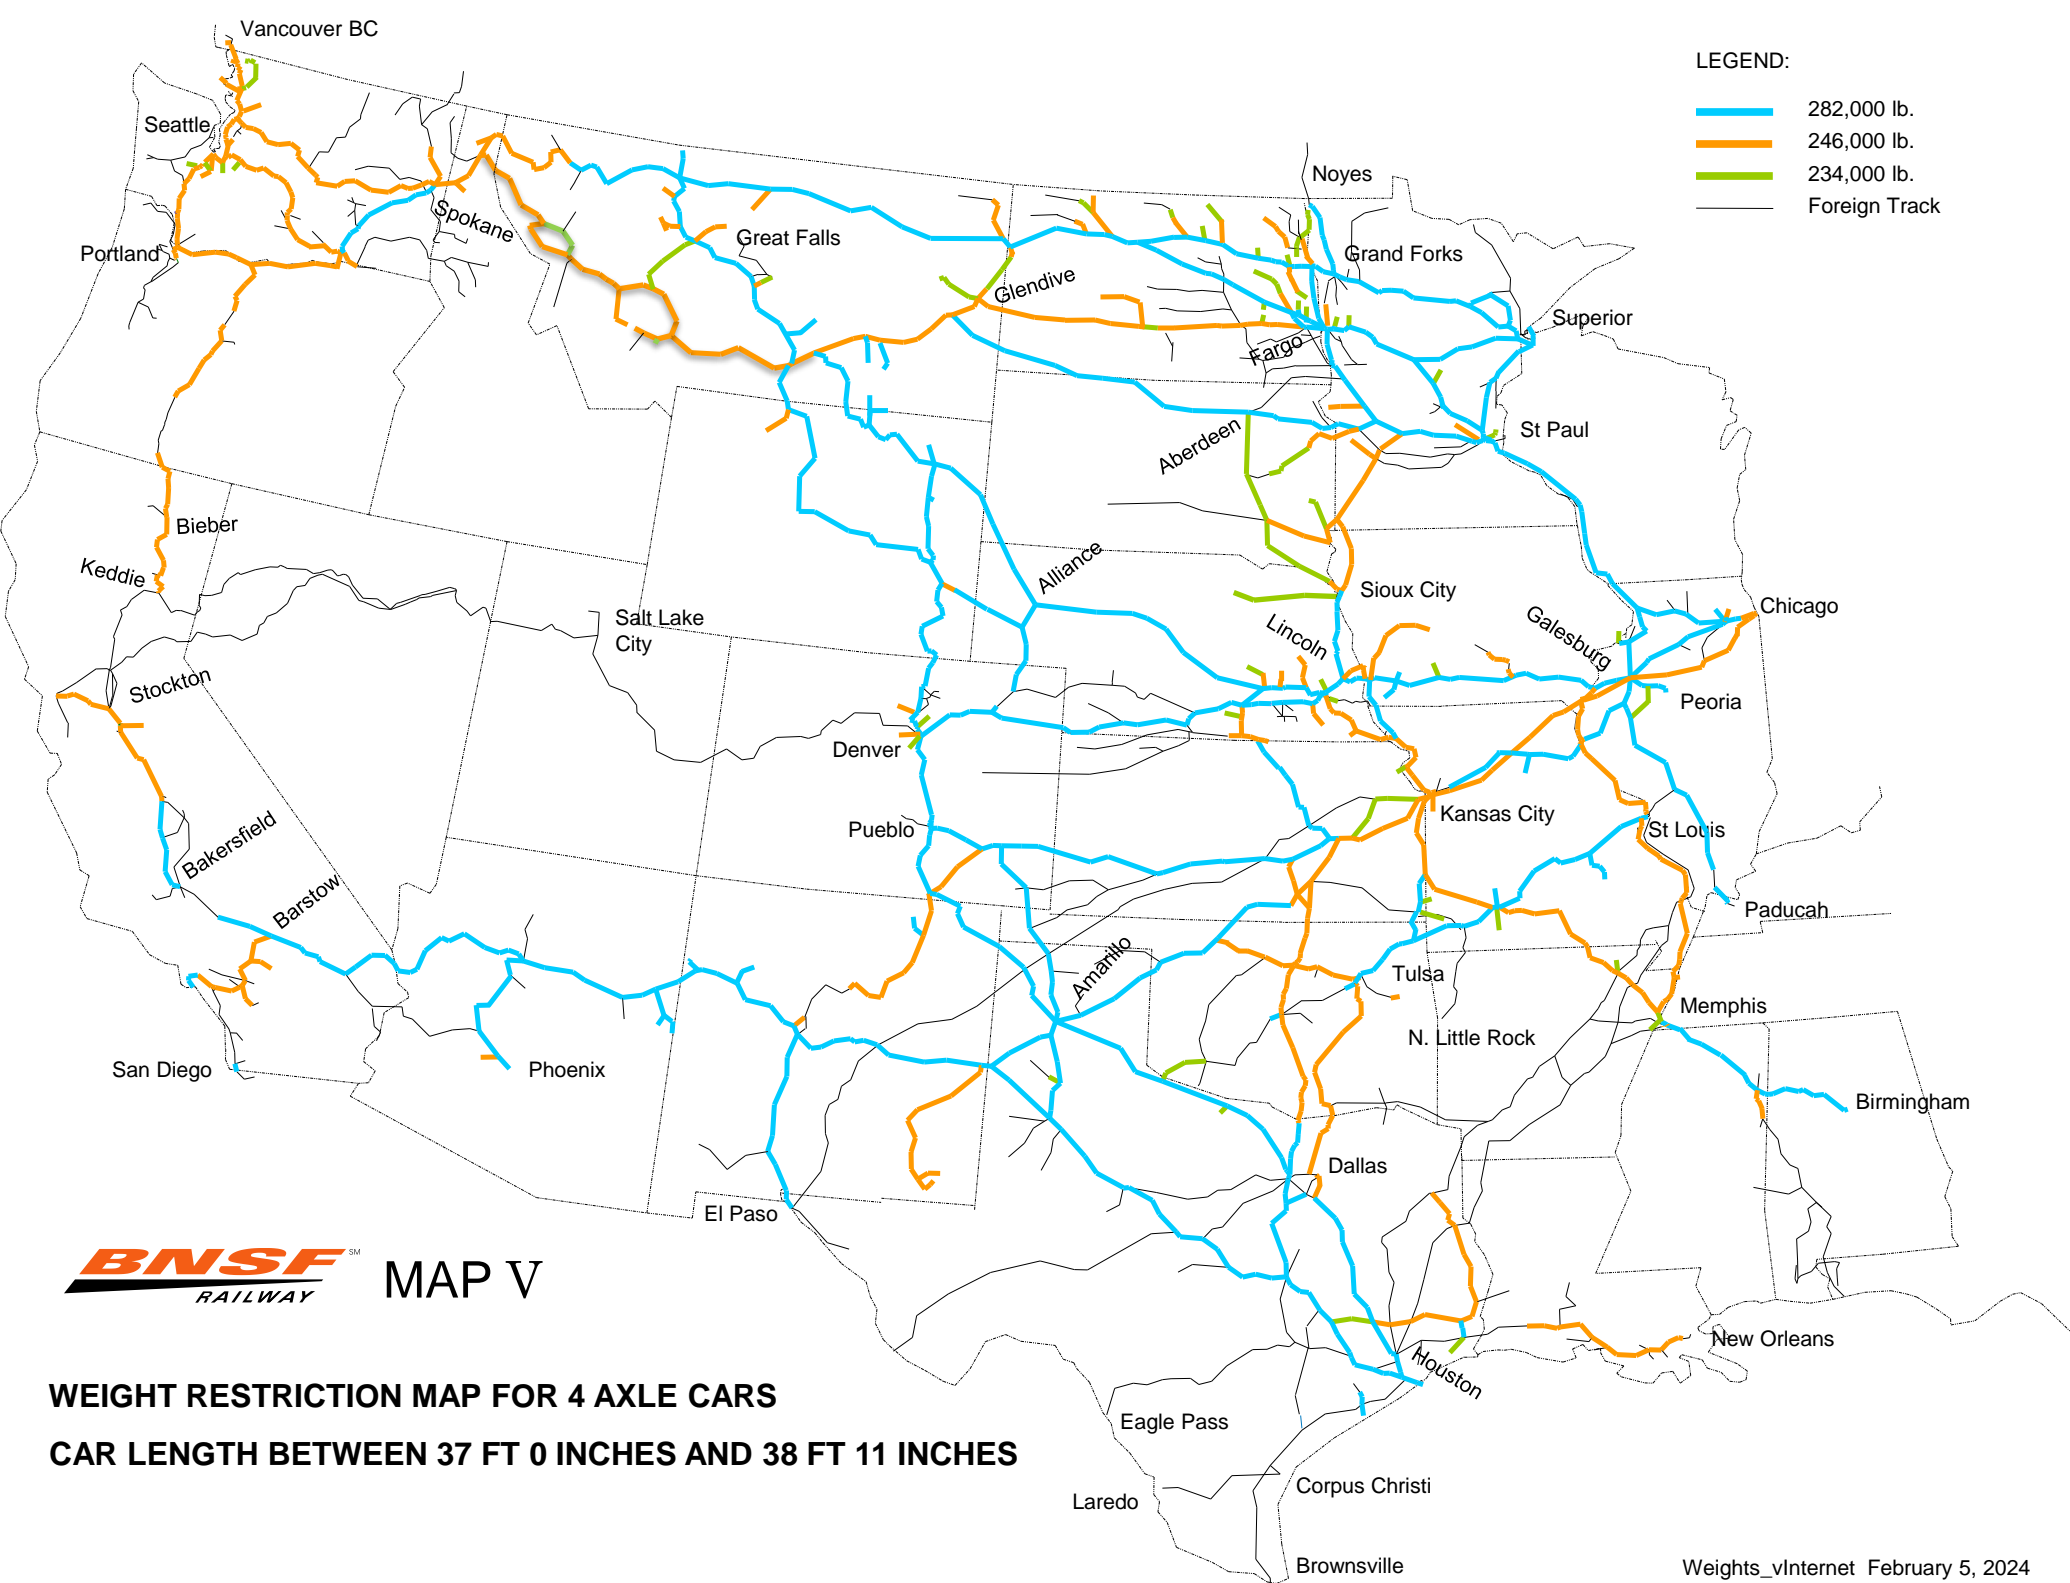 Vancouver BC
LEGEND:
282,000 lb.
Seattle
246,000 lb.
Noyes
234,000 lb.
Foreign Track
Spokane
Great Falls
Portland
Grand Forks
Glendive
Superior
Fargo
Aberdeen
St Paul
Bieber
Keddie
Alliance
Sioux City
Salt Lake
City
Lincoln
Galesburg
Chicago
Stockton
Peoria
Denver
Kansas City
Pueblo
St Louis
Bakersfield
Barstow
Paducah
Amarillo
Tulsa
Memphis
N. Little Rock
San Diego
Phoenix
Birmingham
Dallas
El Paso
BNSF SM
RAILWAY
MAP V
New Orleans
Houston
WEIGHT RESTRICTION MAP FOR 4 AXLE CARS
Eagle Pass
CAR LENGTH BETWEEN 37 FT 0 INCHES AND 38 FT 11 INCHES
Corpus Christi
Laredo
Brownsville
Weights_vInternet February 5, 2024